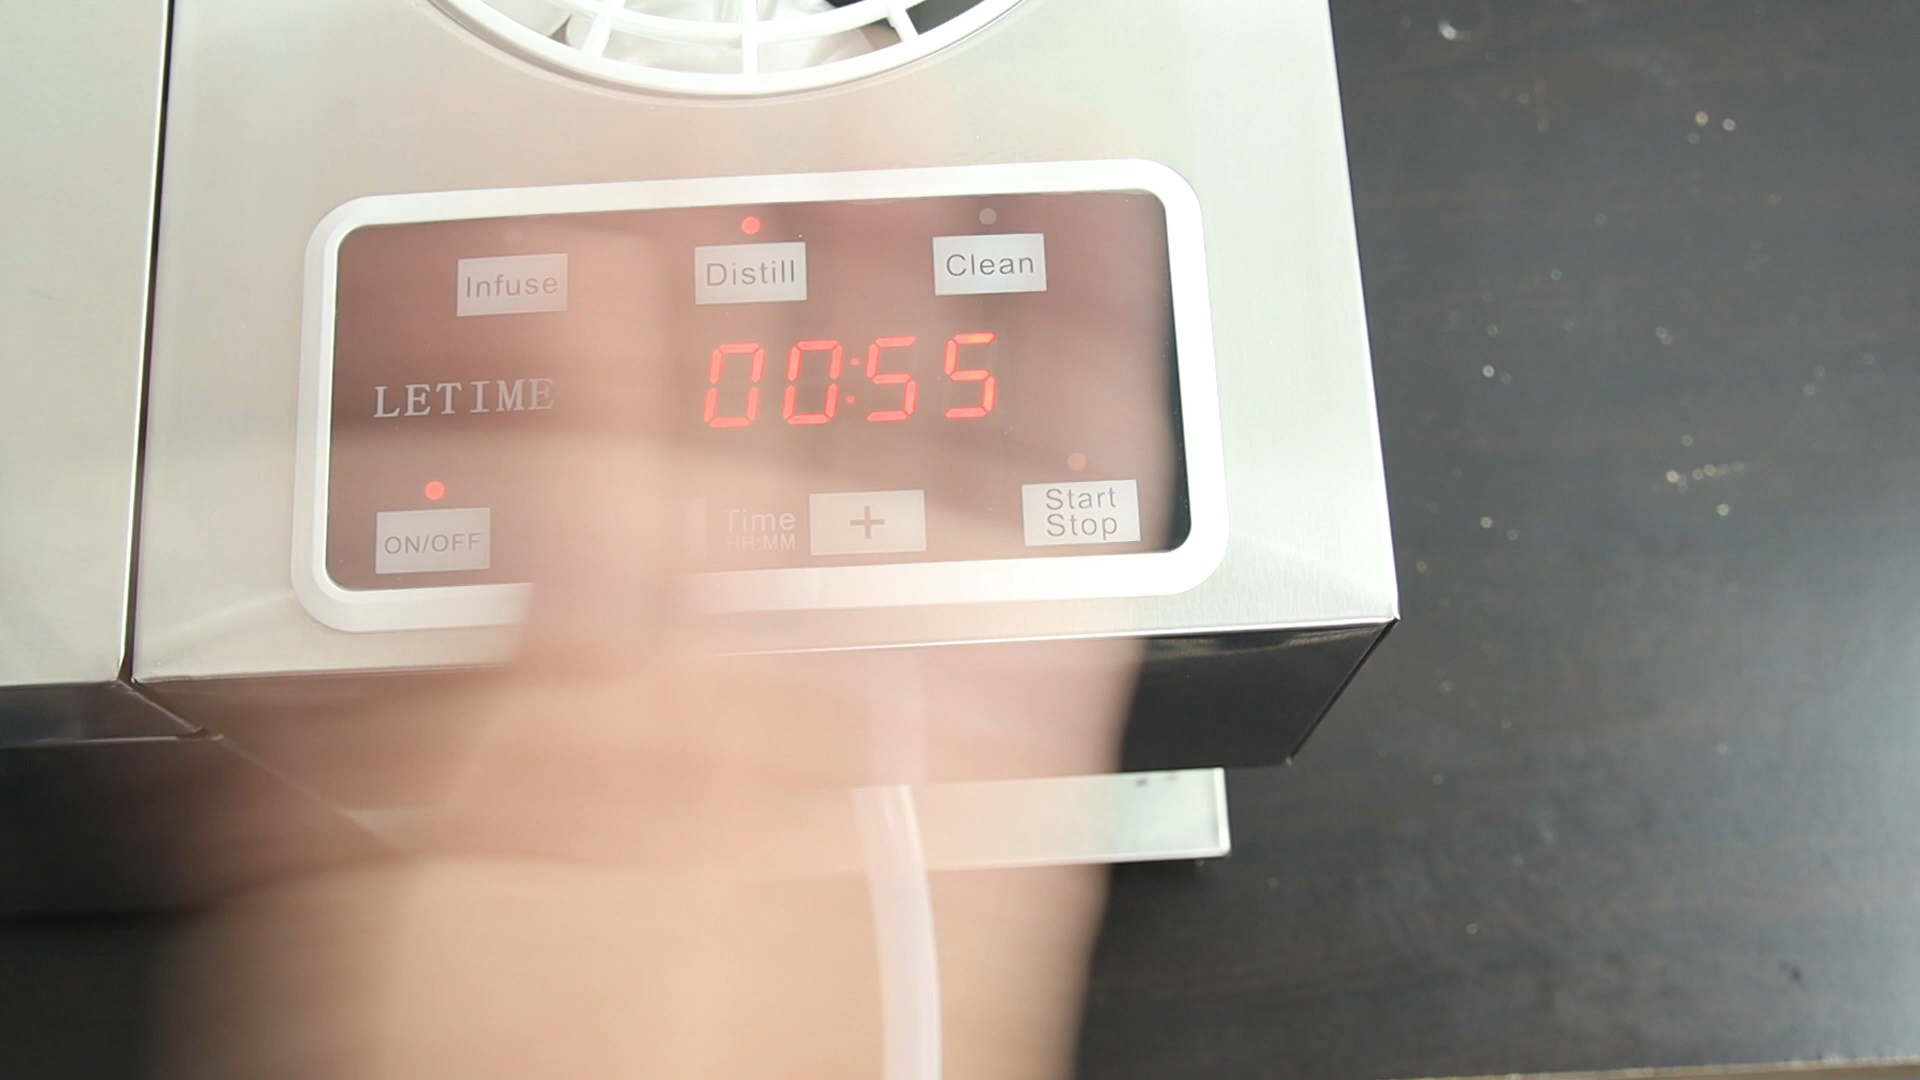 Infuse
Distill
Clean
LETIME
00:55
ON/OFF
Time
HH:MM
+
Start
Stop